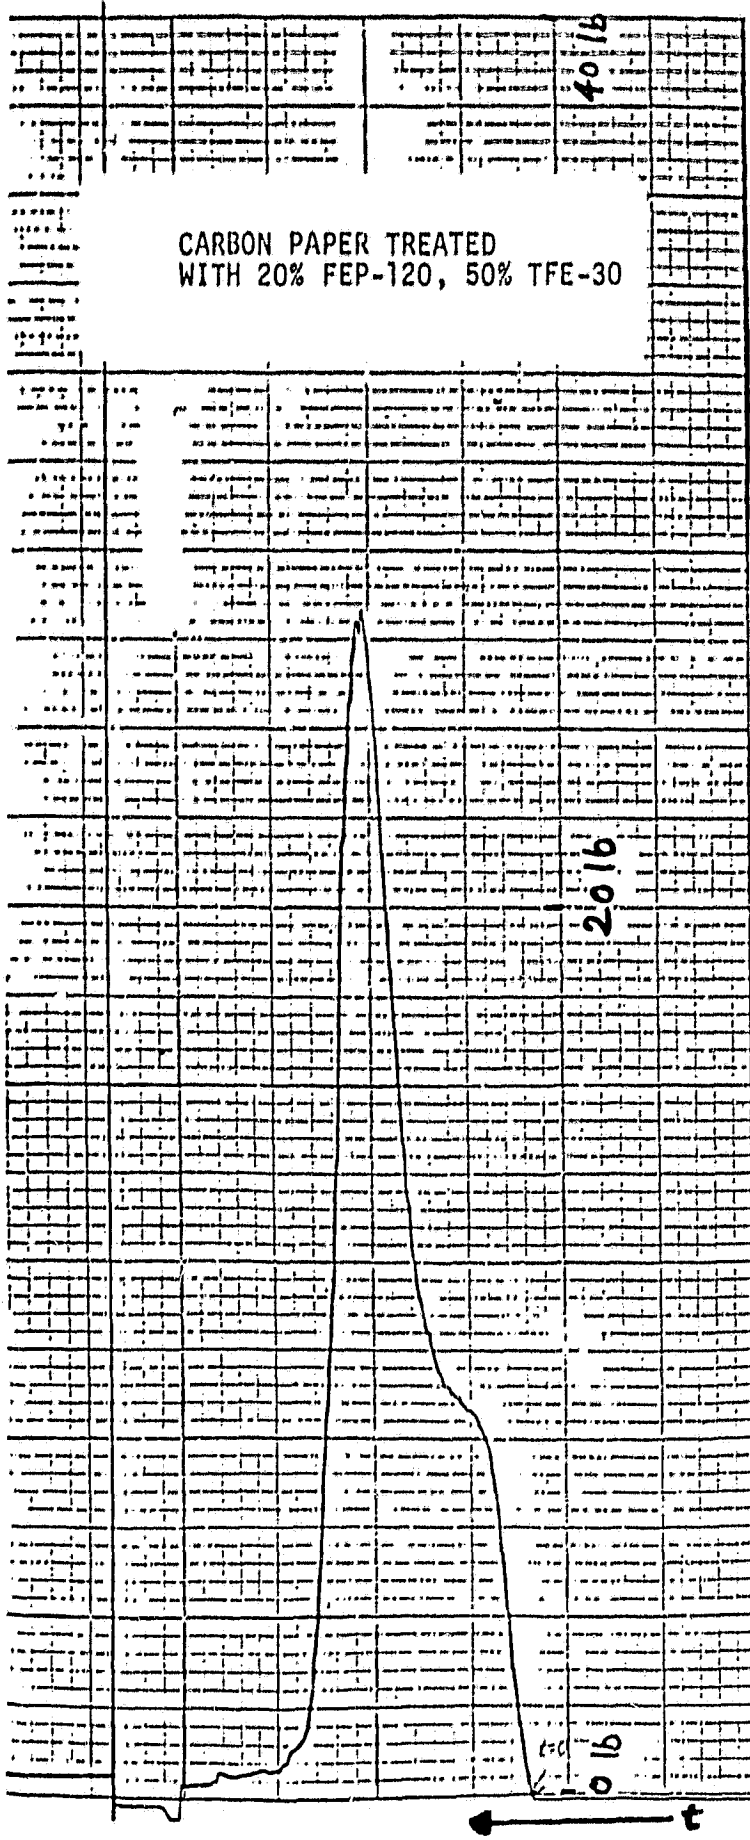 40 lb
CARBON PAPER TREATED
WITH 20% FEP-120, 50% TFE-30
20 lb
0 lb
t